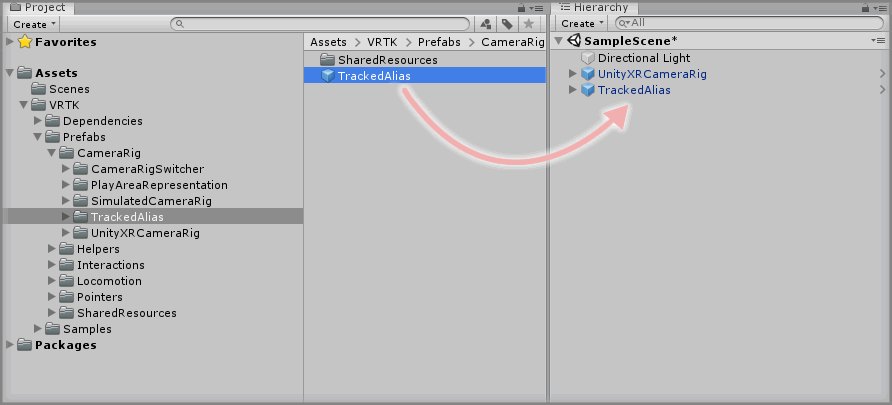 Project
Create
Favorites
Assets
Scenes
VRTK
Dependencies
Prefabs
CameraRig
CameraRigSwitcher
PlayAreaRepresentation
SimulatedCameraRig
TrackedAlias
UnityXRCameraRig
Helpers
Interactions
Locomotion
Pointers
SharedResources
Samples
Packages
Assets VRTK Prefabs CameraRig
SharedResources
TrackedAlias
Hierarchy
Create All
SampleScene*
Directional Light
UnityXRCameraRig
TrackedAlias